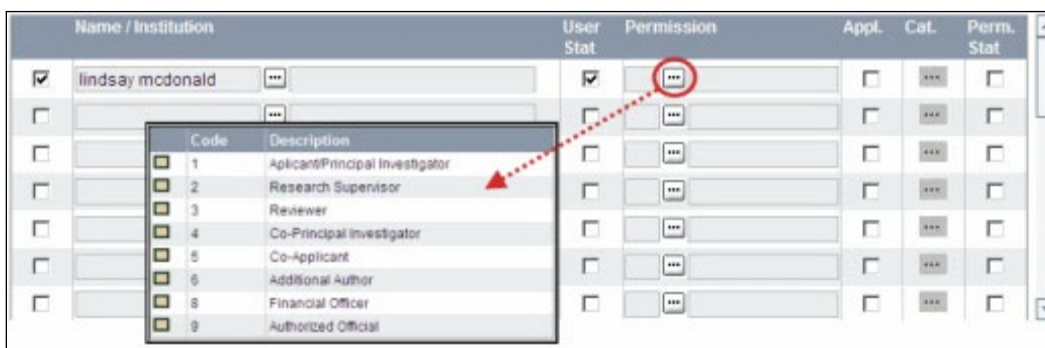 Name / Institution User Stat Permission Appl. Cat. Perm. Stat
lindsay mcdonald
Code Description
1 Aplicant/Principal Investigator
2 Research Supervisor
3 Reviewer
4 Co-Principal Investigator
5 Co-Applicant
6 Additional Author
8 Financial Officer
9 Authorized Official